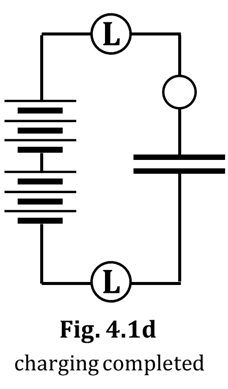 L
L
Fig. 4.1d
charging completed